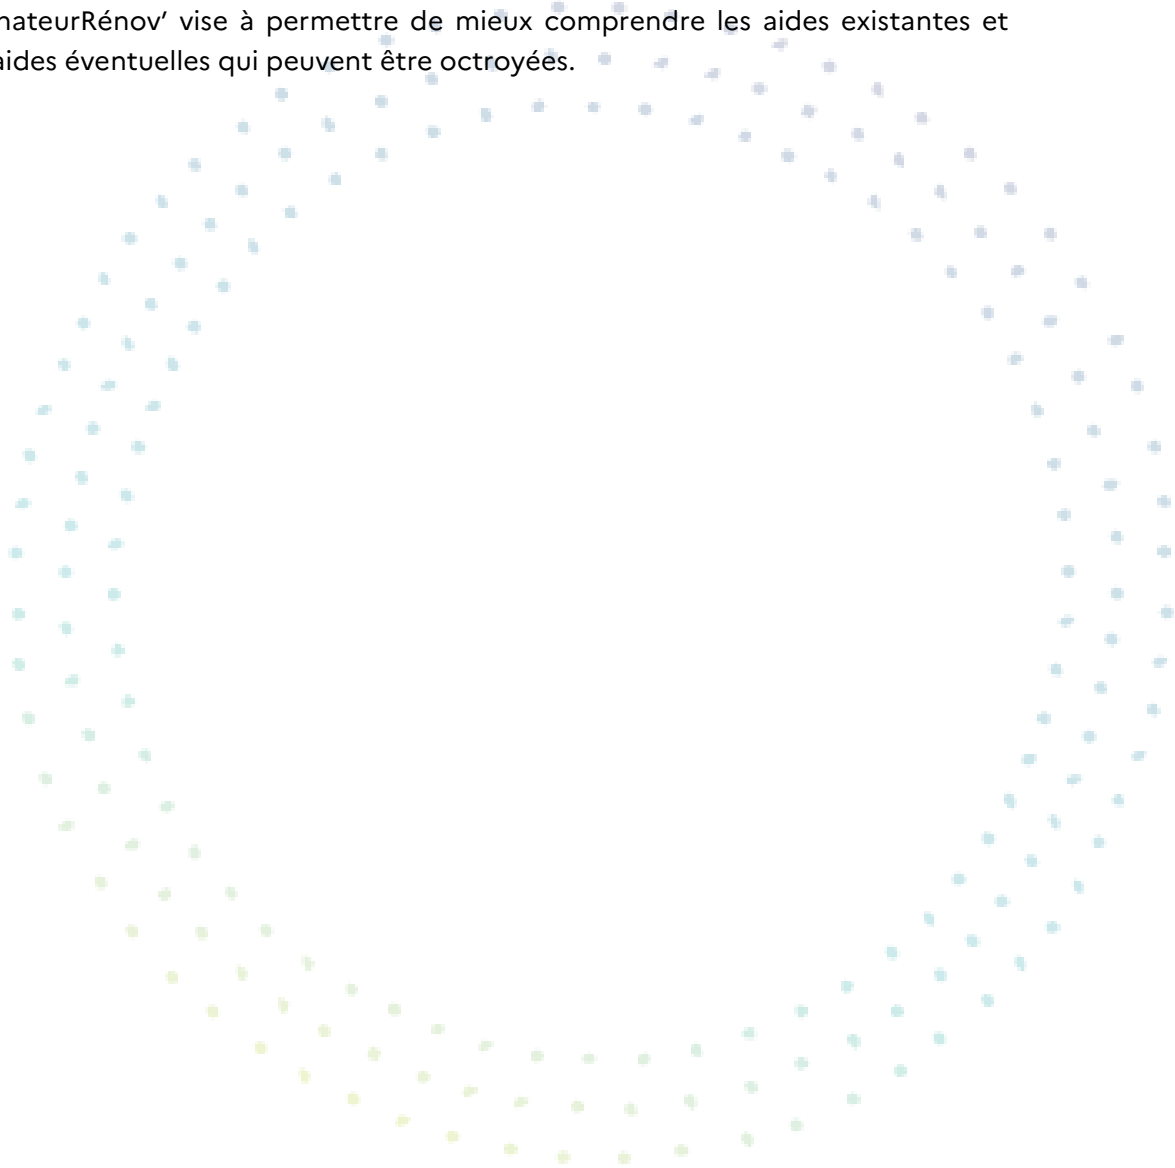 nateurRénov’ vise à permettre de mieux comprendre les aides existantes et
aides éventuelles qui peuvent être octroyées.